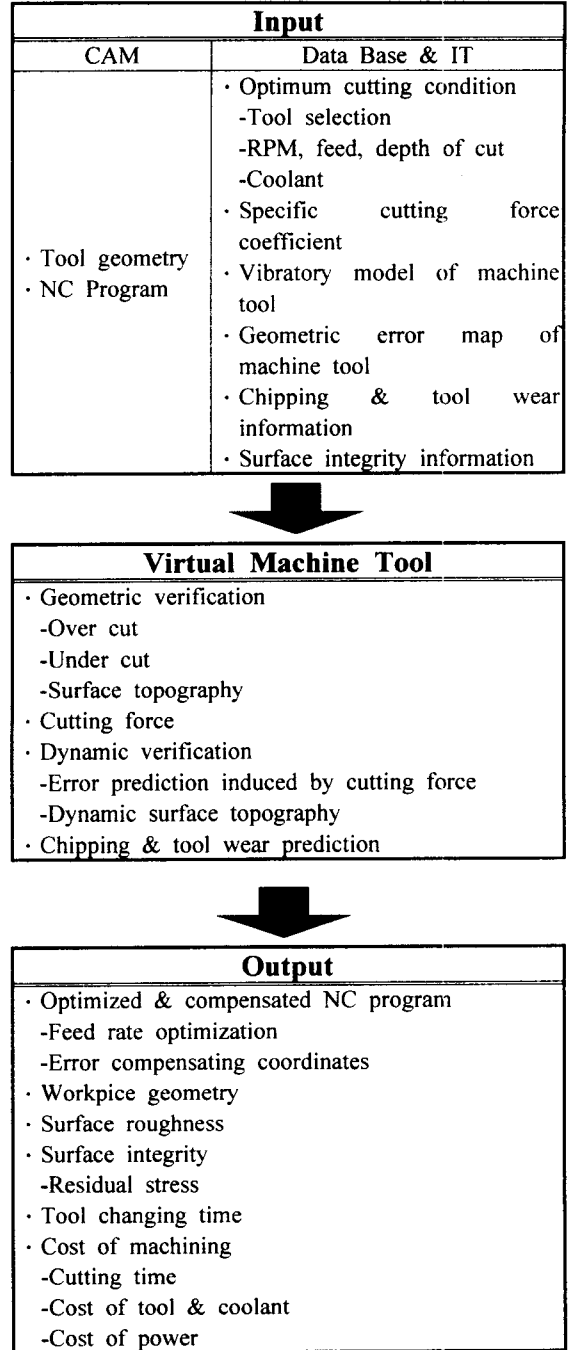 Input
CAM
Data Base & IT
· Tool geometry
· NC Program
· Optimum cutting condition
-Tool selection
-RPM, feed, depth of cut
-Coolant
· Specific cutting force
coefficient
· Vibratory model of machine
tool
· Geometric error map of
machine tool
· Chipping & tool wear
information
· Surface integrity information
Virtual Machine Tool
· Geometric verification
-Over cut
-Under cut
-Surface topography
· Cutting force
· Dynamic verification
-Error prediction induced by cutting force
-Dynamic surface topography
· Chipping & tool wear prediction
Output
· Optimized & compensated NC program
-Feed rate optimization
-Error compensating coordinates
· Workpice geometry
· Surface roughness
· Surface integrity
-Residual stress
· Tool changing time
· Cost of machining
-Cutting time
-Cost of tool & coolant
-Cost of power